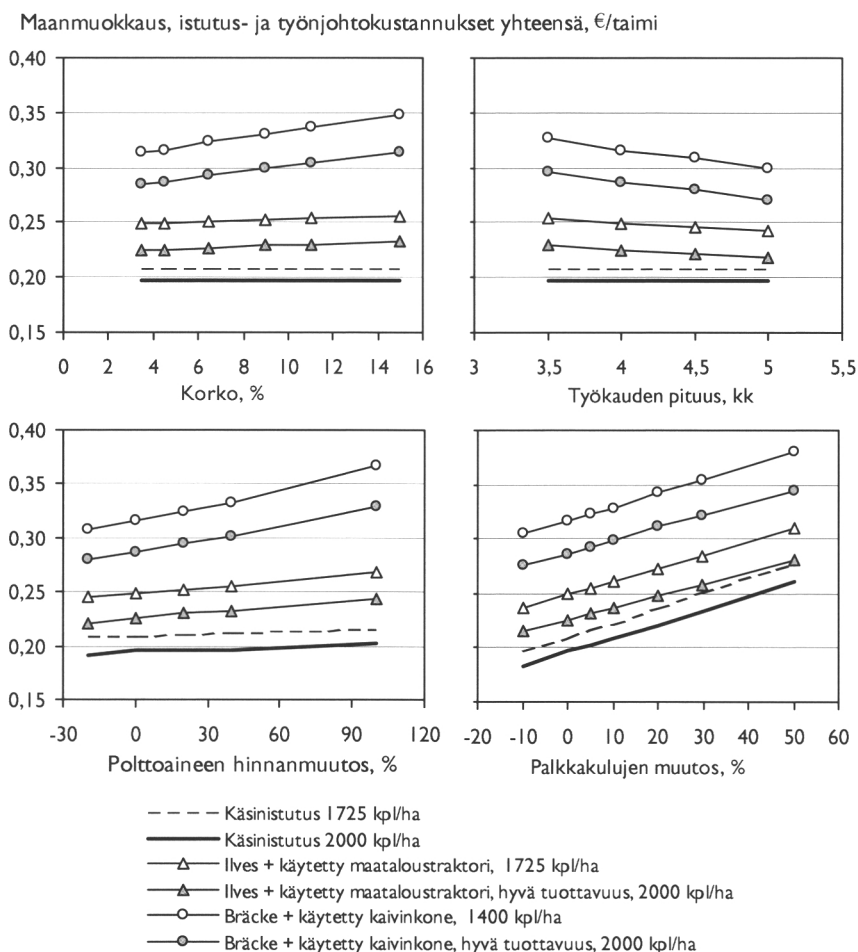 Maanmuokkaus, istutus- ja työnjohtokustannukset yhteensä, €/taimi
0,40
0,35
0,30
0,25
0,20
0,15
0 2 4 6 8 10 12 14 16
Korko, %
3 3,5 4 4,5 5 5,5
Työkauden pituus, kk
0,40
0,35
0,30
0,25
0,20
0,15
-30 0 30 60 90 120
Polttoaineen hinnanmuutos, %
-20 -10 0 10 20 30 40 50 60
Palkkakulujen muutos, %
Käsinistutus 1725 kpl/ha
Käsinistutus 2000 kpl/ha
Ilves + käytetty maataloustraktori, 1725 kpl/ha
Ilves + käytetty maataloustraktori, hyvä tuottavuus, 2000 kpl/ha
Bräcke + käytetty kaivinkone, 1400 kpl/ha
Bräcke + käytetty kaivinkone, hyvä tuottavuus, 2000 kpl/ha